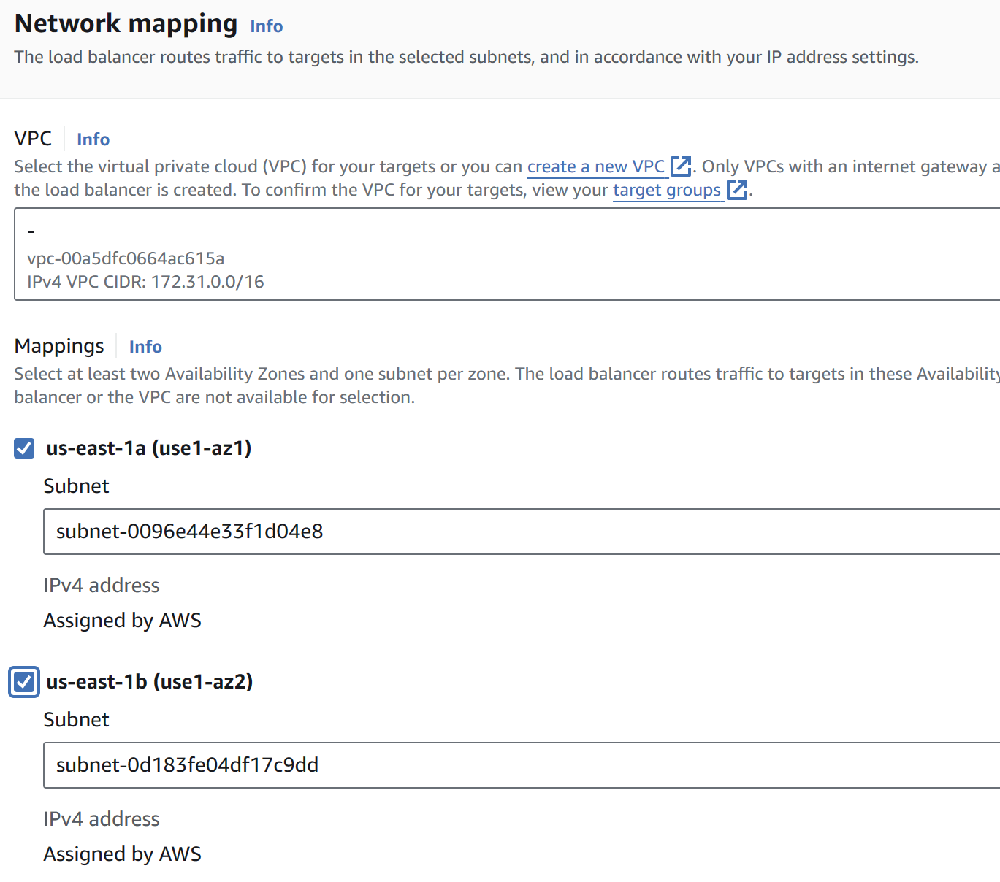 Network mapping Info
The load balancer routes traffic to targets in the selected subnets, and in accordance with your IP address settings.
VPC Info
Select the virtual private cloud (VPC) for your targets or you can create a new VPC. Only VPCs with an internet gateway a
the load balancer is created. To confirm the VPC for your targets, view your target groups.
-
vpc-00a5dfc0664ac615a
IPv4 VPC CIDR: 172.31.0.0/16
Mappings Info
Select at least two Availability Zones and one subnet per zone. The load balancer routes traffic to targets in these Availability
balancer or the VPC are not available for selection.
us-east-1a (use1-az1)
Subnet
subnet-0096e44e33f1d04e8
IPv4 address
Assigned by AWS
us-east-1b (use1-az2)
Subnet
subnet-0d183fe04df17c9dd
IPv4 address
Assigned by AWS